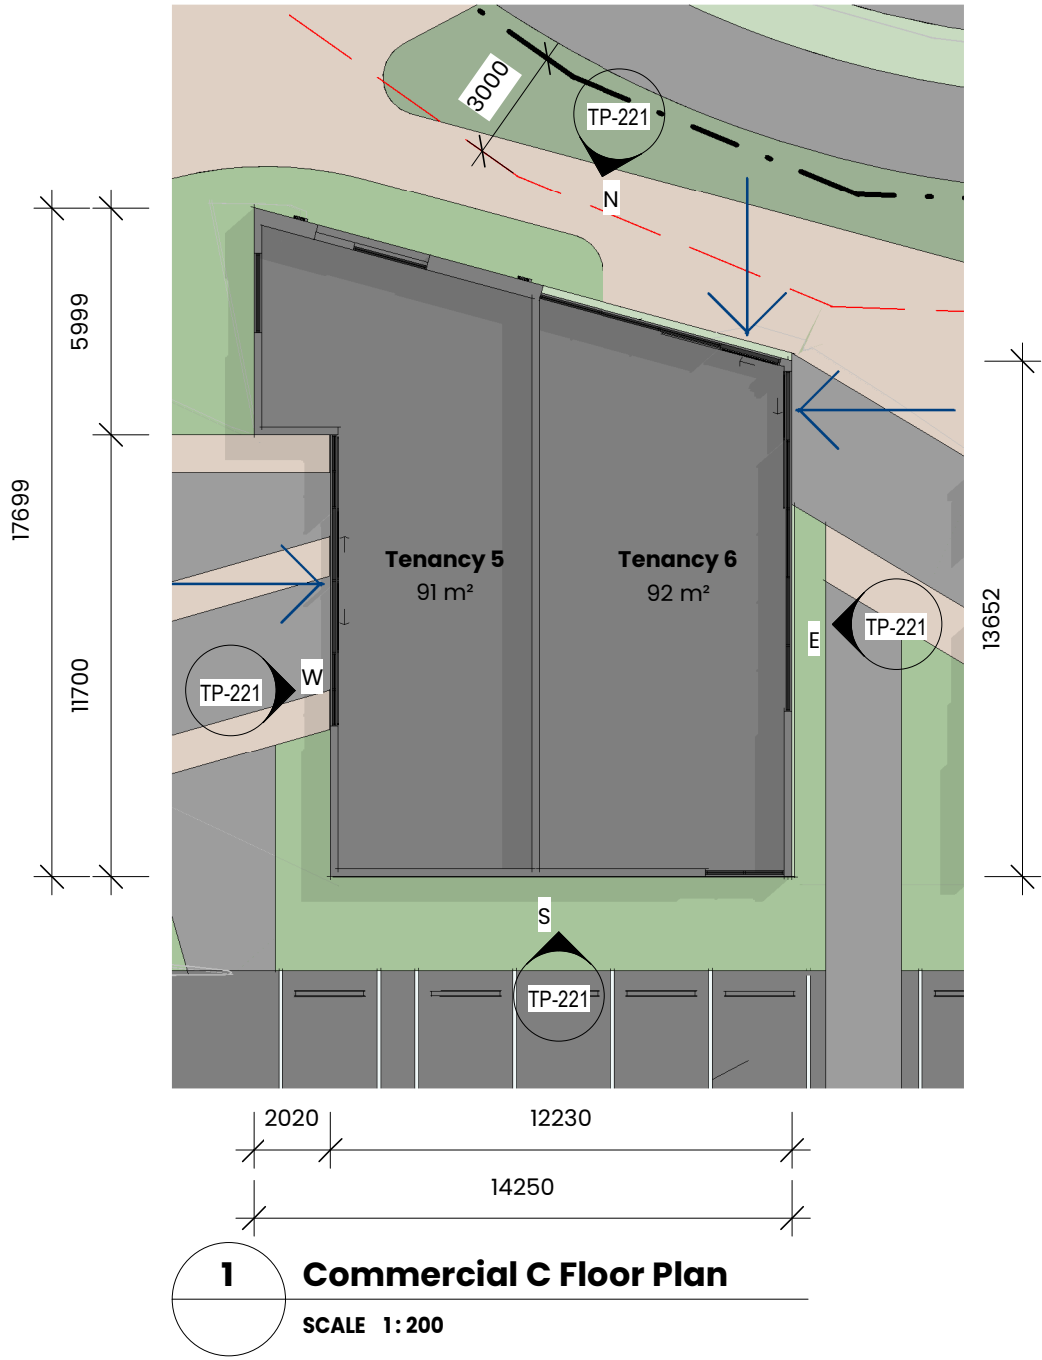 3000
TP-221
N
5999
17699
Tenancy 5
91 m²
Tenancy 6
92 m²
13652
E
TP-221
11700
W
TP-221
S
TP-221
2020
12230
14250
1
Commercial C Floor Plan
SCALE 1 : 200